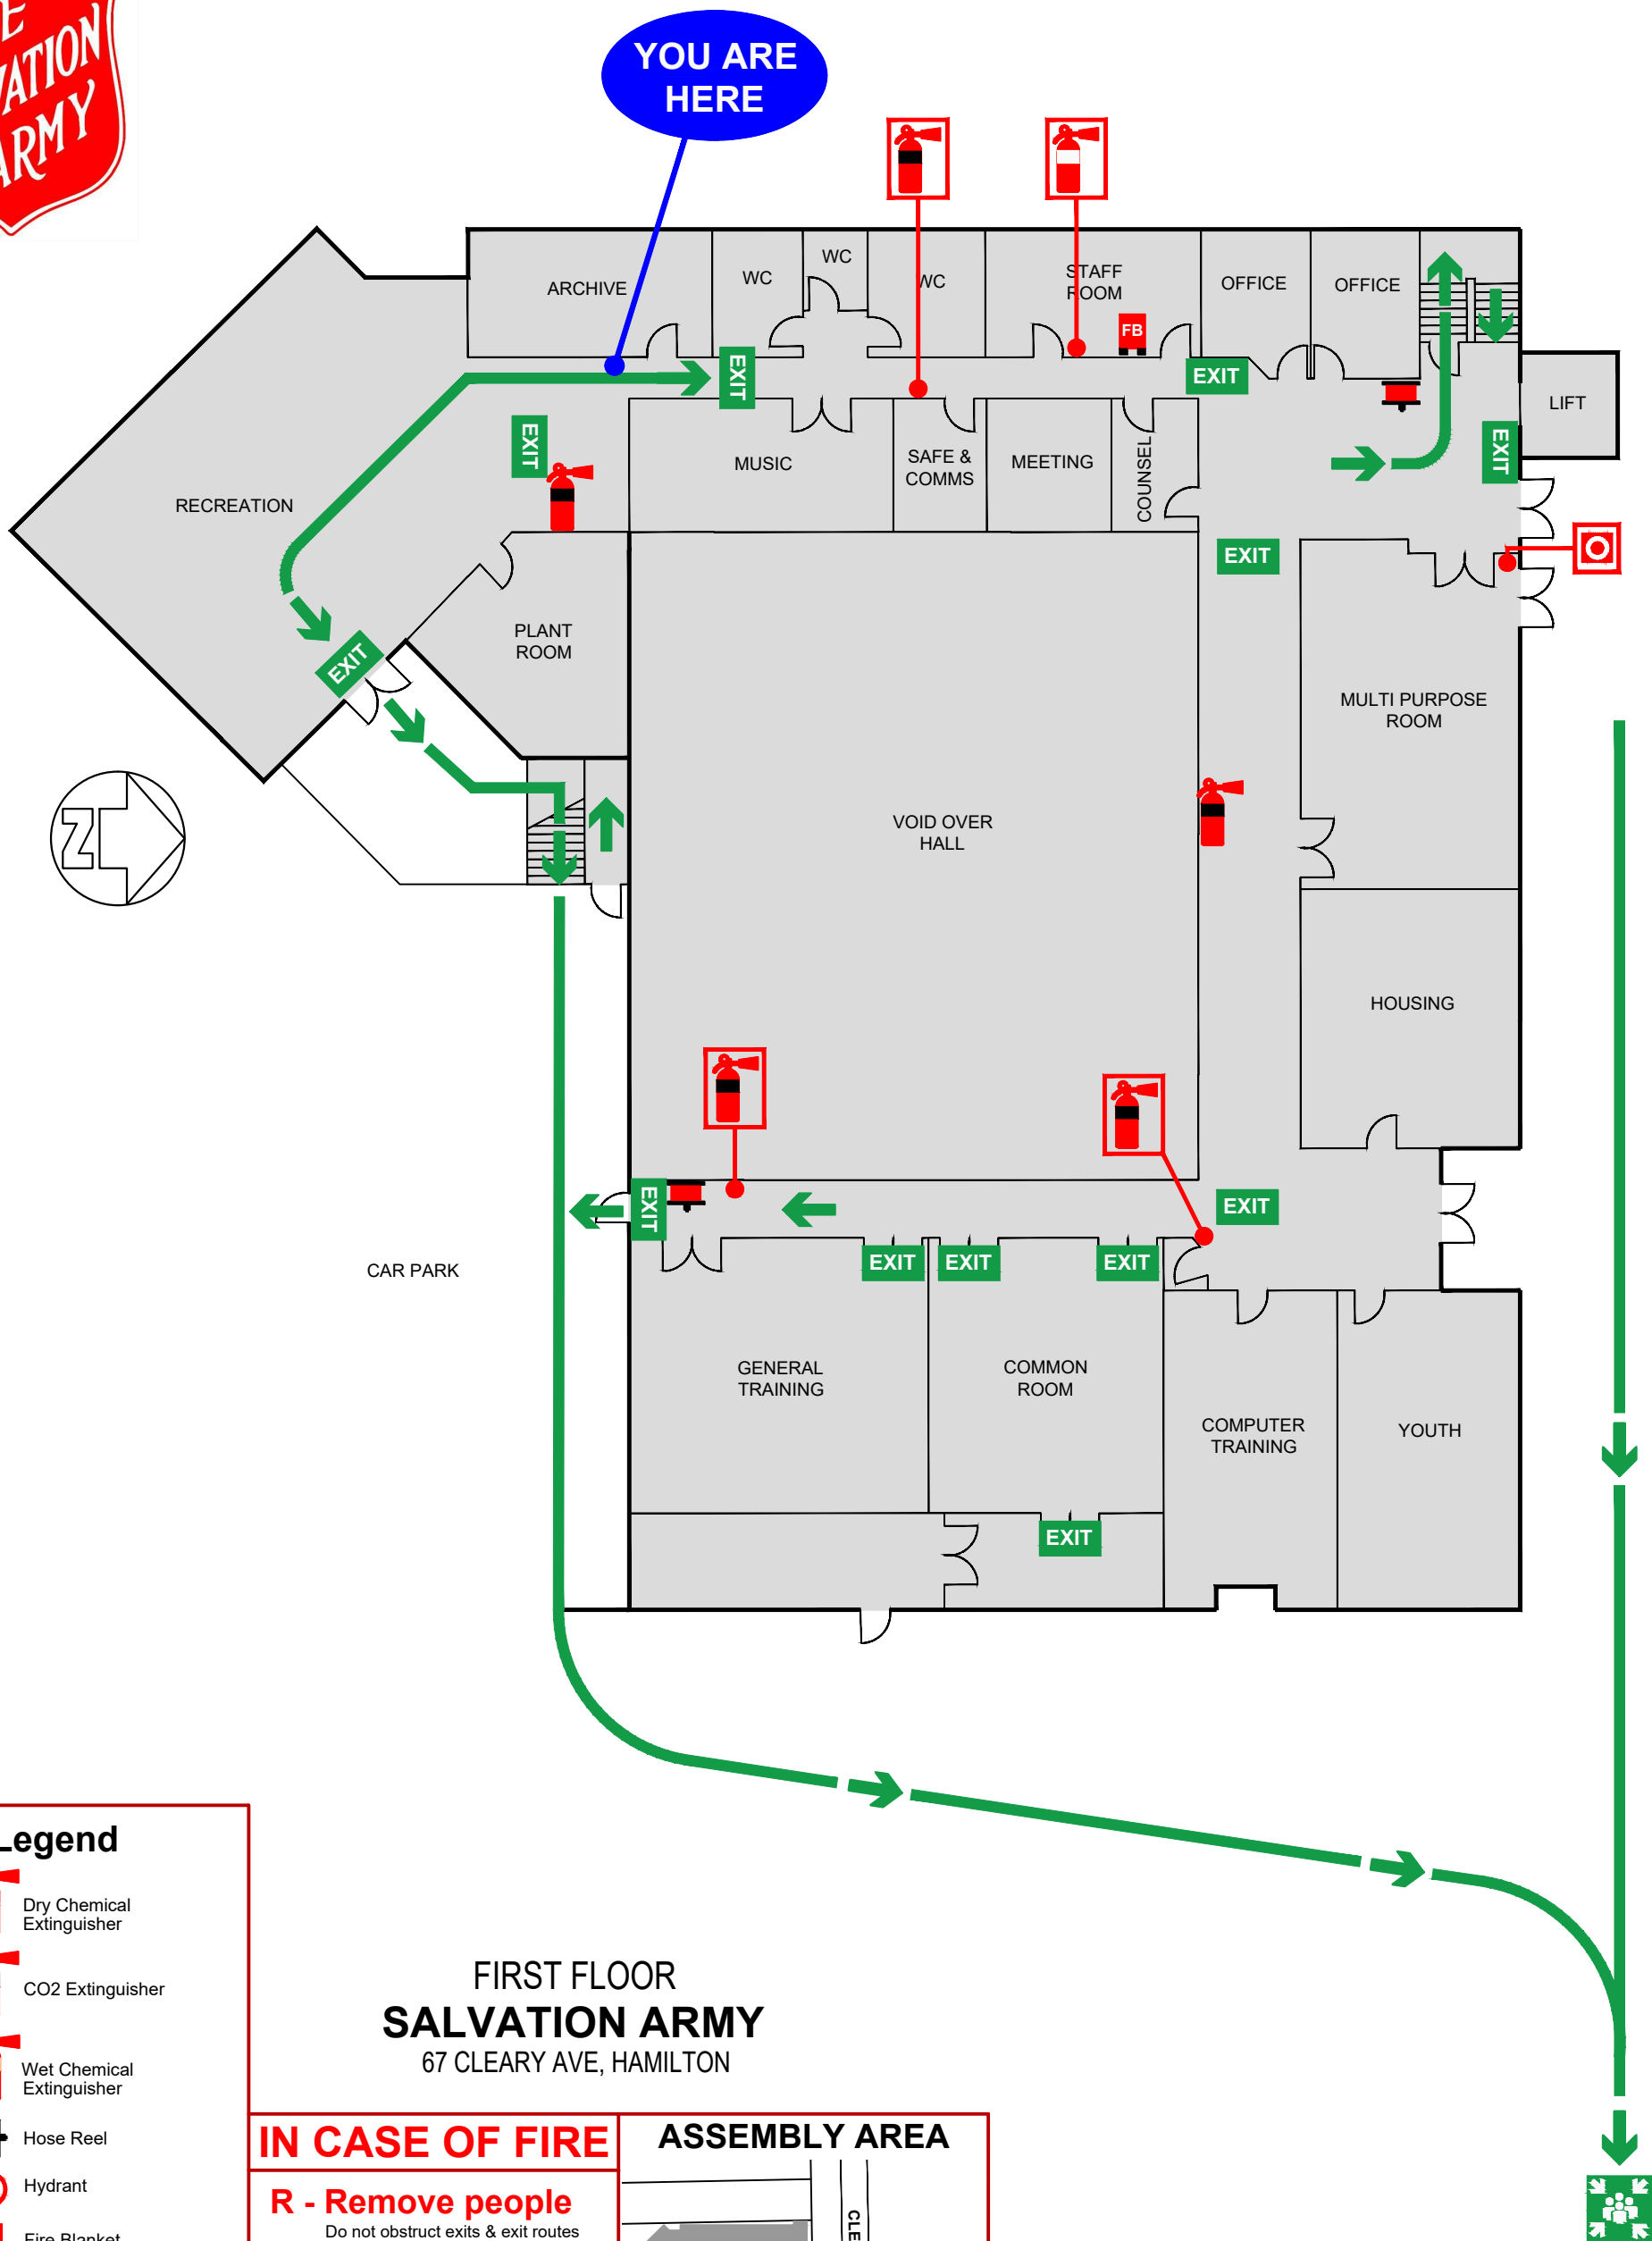 ARMY
YOU ARE
HERE
ARCHIVE
WC
WC
WC
STAFF
ROOM
OFFICE
OFFICE
FB
EXIT
EXIT
LIFT
EXIT
EXIT
MUSIC
SAFE &
COMMS
MEETING
COUNSEL
RECREATION
EXIT
PLANT
ROOM
EXIT
MULTI PURPOSE
ROOM
Z
VOID OVER
HALL
HOUSING
EXIT
EXIT
CAR PARK
EXIT
EXIT
EXIT
GENERAL
TRAINING
COMMON
ROOM
COMPUTER
TRAINING
YOUTH
EXIT
Legend
Dry Chemical
Extinguisher
CO2 Extinguisher
Wet Chemical
Extinguisher
Hose Reel
Hydrant
Fire Blanket
FIRST FLOOR
SALVATION ARMY
67 CLEARY AVE, HAMILTON
IN CASE OF FIRE
R - Remove people
Do not obstruct exits & exit routes
ASSEMBLY AREA
CLE